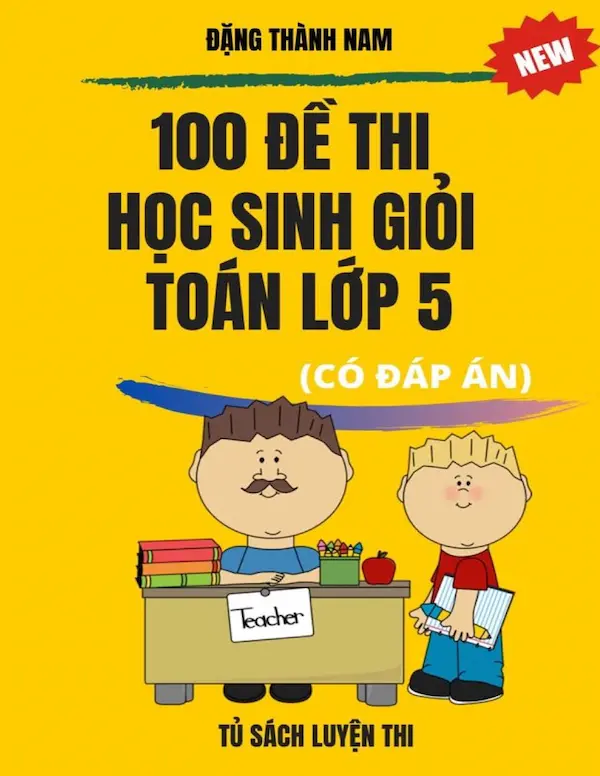 ĐẶNG THÀNH NAM
NEW
100 ĐỀ THI
HỌC SINH GIỎI
TOÁN LỚP 5
(CÓ ĐÁP ÁN)
Teacher
TỦ SÁCH LUYỆN THI